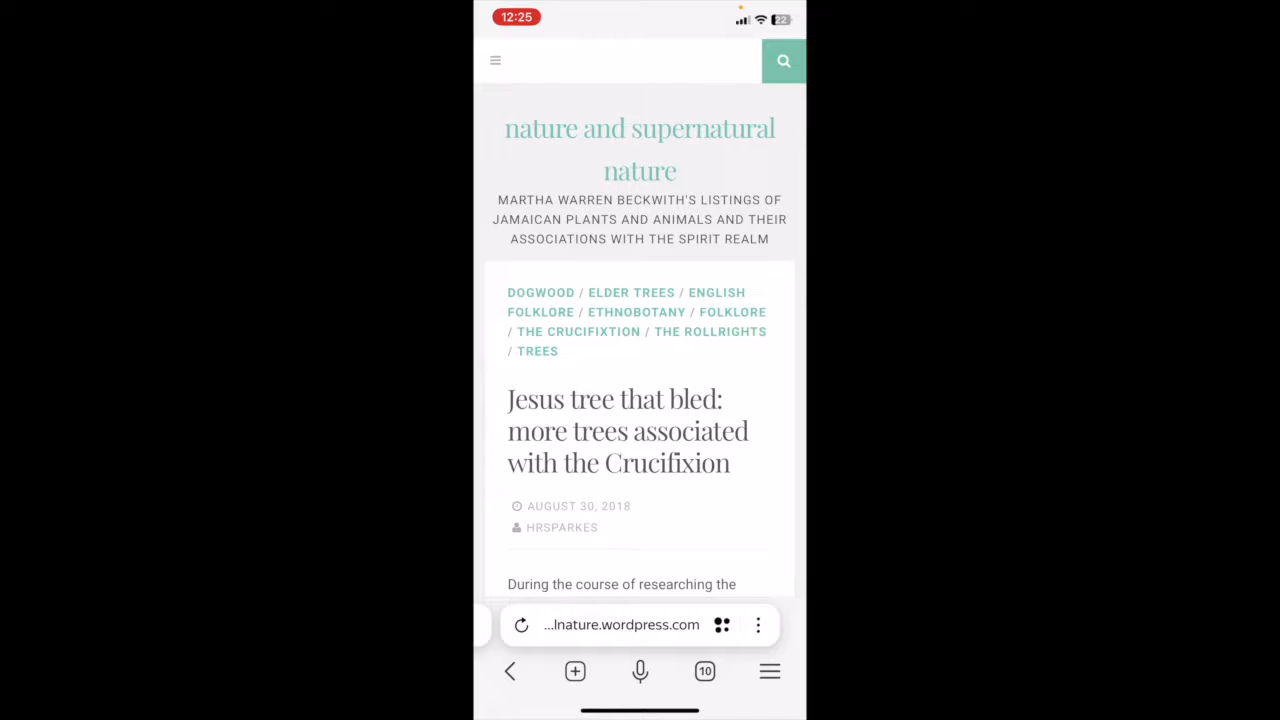 12:25
22
nature and supernatural
nature
MARTHA WARREN BECKWITH'S LISTINGS OF
JAMAICAN PLANTS AND ANIMALS AND THEIR
ASSOCIATIONS WITH THE SPIRIT REALM
DOGWOOD / ELDER TREES / ENGLISH
FOLKLORE / ETHNOBOTANY / FOLKLORE
/ THE CRUCIFIXTION / THE ROLLRIGHTS
/ TREES
Jesus tree that bled:
more trees associated
with the Crucifixion
AUGUST 30, 2018
HRSPARKES
During the course of researching the
...lnature.wordpress.com
10